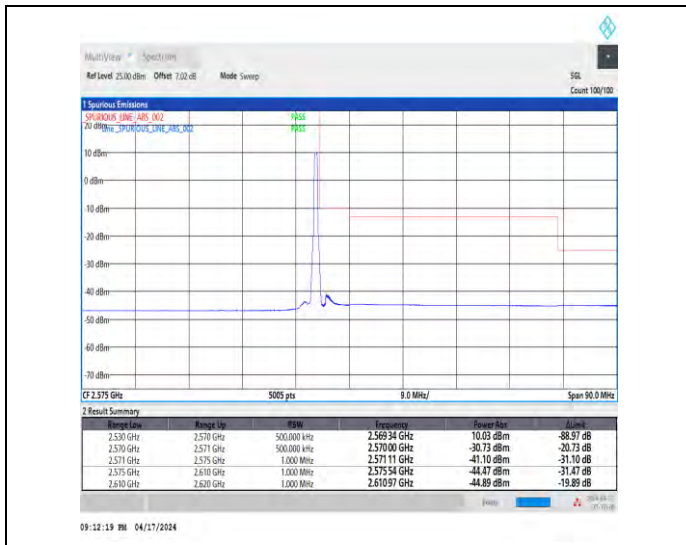 MultiView Spectrum
Ref Level 25.00 dBm Offset 7.02 dB Mode Sweep SGL
Count 100/100
1 Spurious Emissions
SPURIOUS_LINE_ABS_002 PASS
20 dBm
Line _SPURIOUS_LINE_ABS_002 PASS
10 dBm
0 dBm
-10 dBm
-20 dBm
-30 dBm
-40 dBm
-50 dBm
-60 dBm
-70 dBm
CF 2.575 GHz 5005 pts 9.0 MHz/ Span 90.0 MHz
2 Result Summary
Range Low Range Up RBW Frequency Power Abs ΔLimit
2.530 GHz 2.570 GHz 500.000 kHz 2.56934 GHz 10.03 dBm -88.97 dB
2.570 GHz 2.571 GHz 500.000 kHz 2.57000 GHz -30.73 dBm -20.73 dB
2.571 GHz 2.575 GHz 1.000 MHz 2.57111 GHz -41.10 dBm -31.10 dB
2.575 GHz 2.610 GHz 1.000 MHz 2.57554 GHz -44.47 dBm -31.47 dB
2.610 GHz 2.620 GHz 1.000 MHz 2.61097 GHz -44.89 dBm -19.89 dB
Ready
09:12:19 PM 04/17/2024